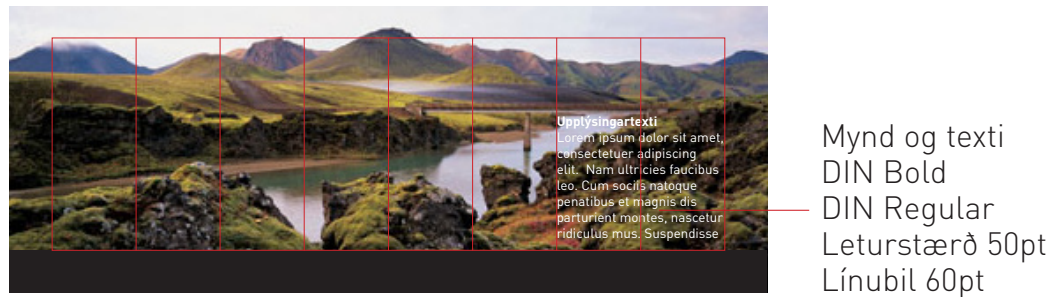 Upplýsingartexti
Lorem ipsum dolor sit amet,
consectetuer adipiscing
elit. Nam ultricies faucibus
leo. Cum sociis natoque
penatibus et magnis dis
parturient montes, nascetur
ridiculus mus. Suspendisse
Mynd og texti
DIN Bold
DIN Regular
Leturstærð 50pt
Línubil 60pt